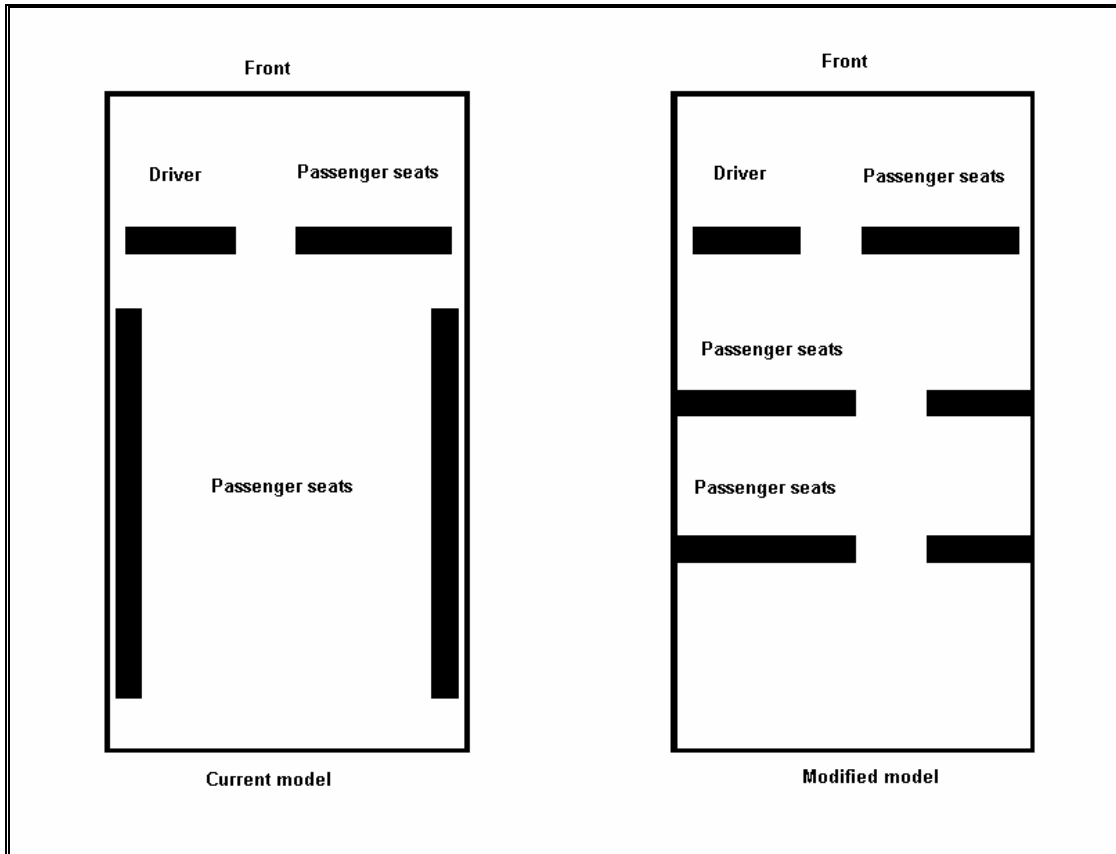 Front
Driver
Passenger seats
Passenger seats
Current model
Front
Driver
Passenger seats
Passenger seats
Passenger seats
Modified model